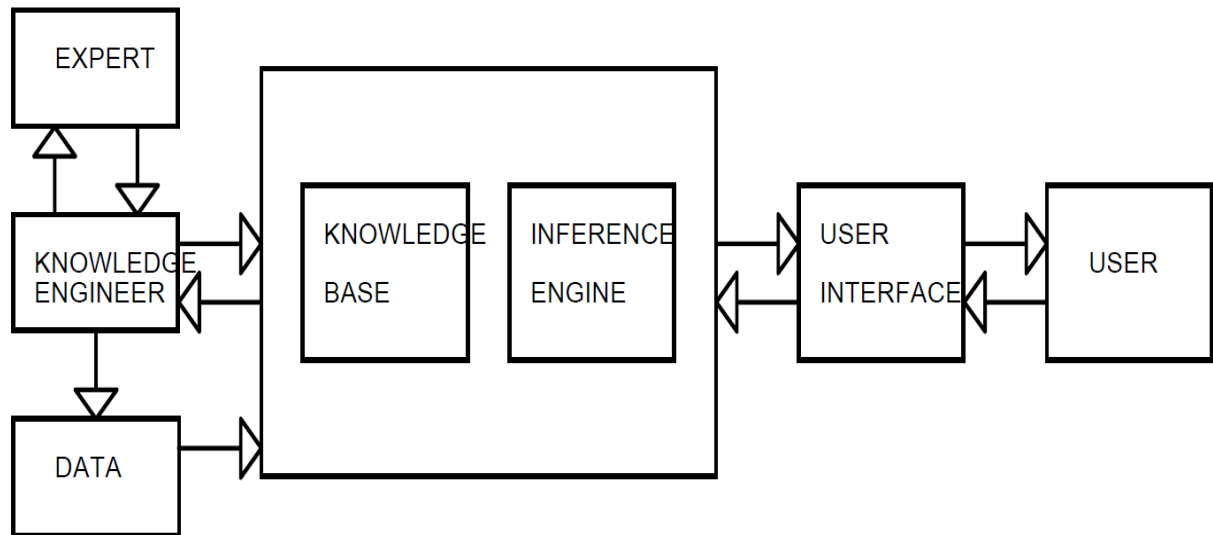 EXPERT
KNOWLEDGE
ENGINEER
DATA
KNOWLEDGE
BASE
INFERENCE
ENGINE
USER
INTERFACE
USER